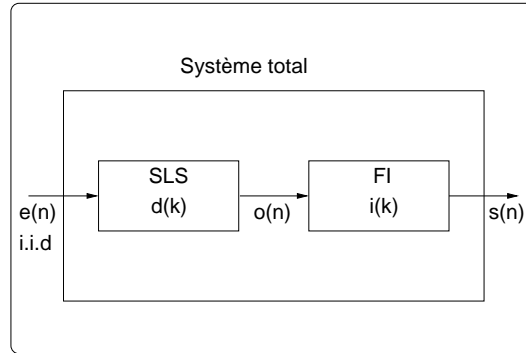 Système total
SLS
d(k)
FI
i(k)
e(n)
i.i.d
o(n)
s(n)